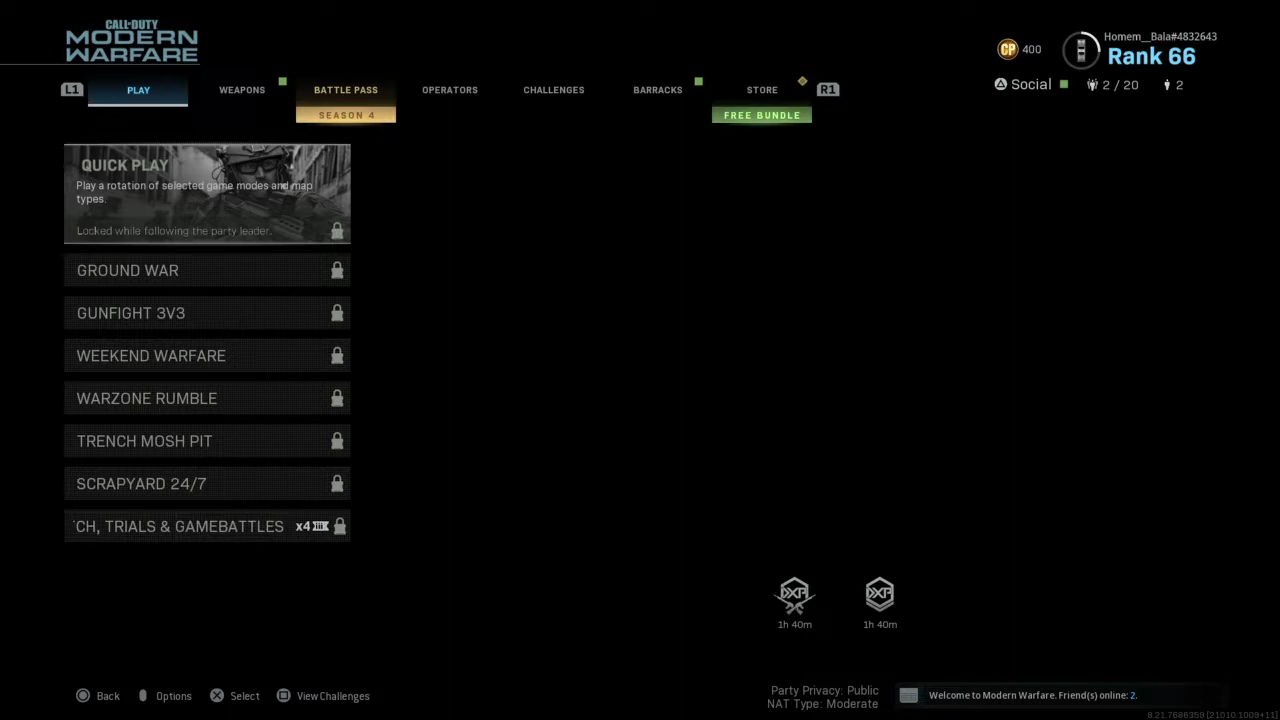 CALL OF DUTY
MODERN
WARFARE
CP 400
Homem__Bala#4832643
Rank 66
L1 PLAY WEAPONS BATTLE PASS OPERATORS CHALLENGES BARRACKS STORE R1
SEASON 4
FREE BUNDLE
Social 2 / 20 2
QUICK PLAY
Play a rotation of selected game modes and map
types.
Locked while following the party leader.
GROUND WAR
GUNFIGHT 3V3
WEEKEND WARFARE
WARZONE RUMBLE
TRENCH MOSH PIT
SCRAPYARD 24/7
CH, TRIALS & GAMEBATTLES x4
DXP DXP
1h 40m 1h 40m
Back Options Select View Challenges
Party Privacy: Public
NAT Type: Moderate
Welcome to Modern Warfare. Friend(s) online: 2.